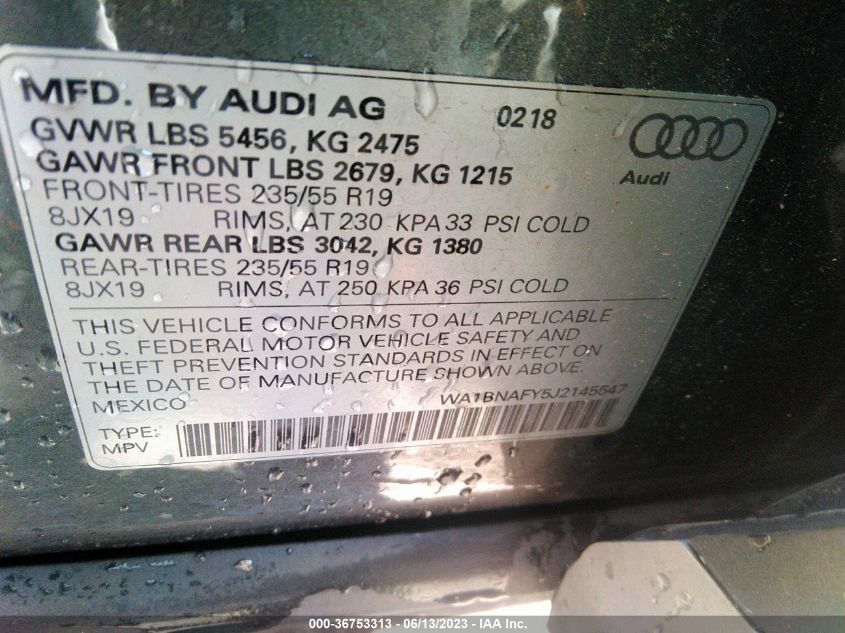 MFD. BY AUDI AG 0218
GVWR LBS 5456, KG 2475
GAWR FRONT LBS 2679, KG 1215
FRONT-TIRES 235/55 R19
8JX19 RIMS, AT 230 KPA 33 PSI COLD
GAWR REAR LBS 3042, KG 1380
REAR-TIRES 235/55 R19
8JX19 RIMS, AT 250 KPA 36 PSI COLD
Audi
THIS VEHICLE CONFORMS TO ALL APPLICABLE
U.S. FEDERAL MOTOR VEHICLE SAFETY AND
THEFT PREVENTION STANDARDS IN EFFECT ON
THE DATE OF MANUFACTURE SHOWN ABOVE.
MEXICO WA1BNAFY5J2145547
TYPE:
MPV
000-36753313 - 06/13/2023 - IAA Inc.